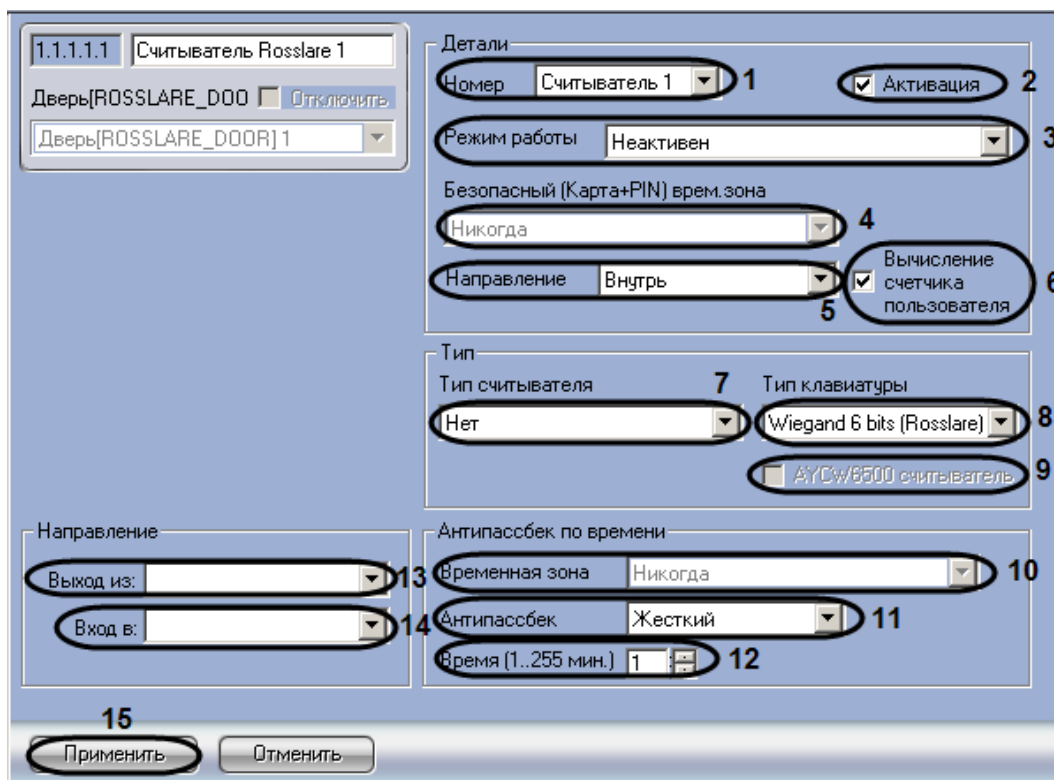 1.1.1.1.1 Считыватель Rosslare 1
Дверь[ROSSLARE_DOO Отключить
Дверь[ROSSLARE_DOOR] 1
Детали
Номер Считыватель 1 1
Активация 2
Режим работы Неактивен 3
Безопасный (Карта+PIN) врем.зона
Никогда 4
Направление Внутрь 5
Вычисление
счетчика
пользователя
6
Тип
Тип считывателя 7
Нет
Тип клавиатуры
Wiegand 6 bits (Rosslare) 8
AYCW6500 считыватель 9
Направление
Выход из: 13
Вход в: 14
Антипассбек по времени
Временная зона Никогда 10
Антипассбек Жесткий 11
Время (1..255 мин.) 1 12
15
Применить Отменить